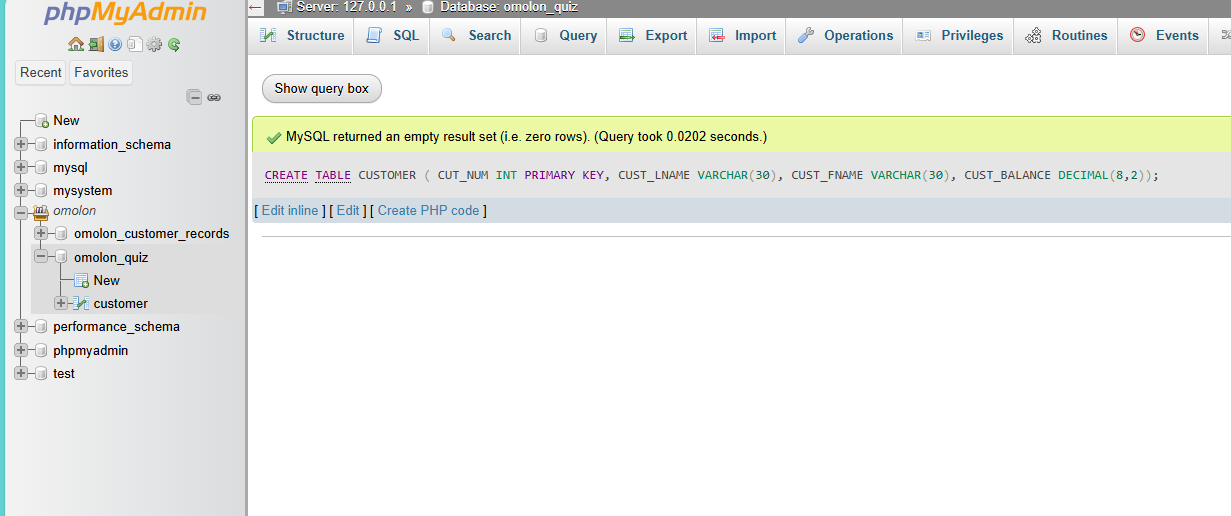 phpMyAdmin
Recent Favorites
New
information_schema
mysql
mysystem
omolon
omolon_customer_records
omolon_quiz
New
customer
performance_schema
phpmyadmin
test
Server: 127.0.0.1 » Database: omolon_quiz
Structure SQL Search Query Export Import Operations Privileges Routines Events
Show query box
MySQL returned an empty result set (i.e. zero rows). (Query took 0.0202 seconds.)
CREATE TABLE CUSTOMER ( CUT_NUM INT PRIMARY KEY, CUST_LNAME VARCHAR(30), CUST_FNAME VARCHAR(30), CUST_BALANCE DECIMAL(8,2));
[ Edit inline ] [ Edit ] [ Create PHP code ]